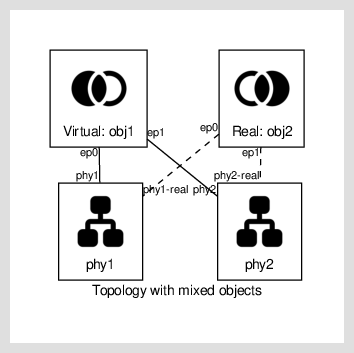 Virtual: obj1
Real: obj2
ep0
ep1
ep0
ep1
phy1
phy2-real
phy1-real
phy2
phy1
phy2
Topology with mixed objects